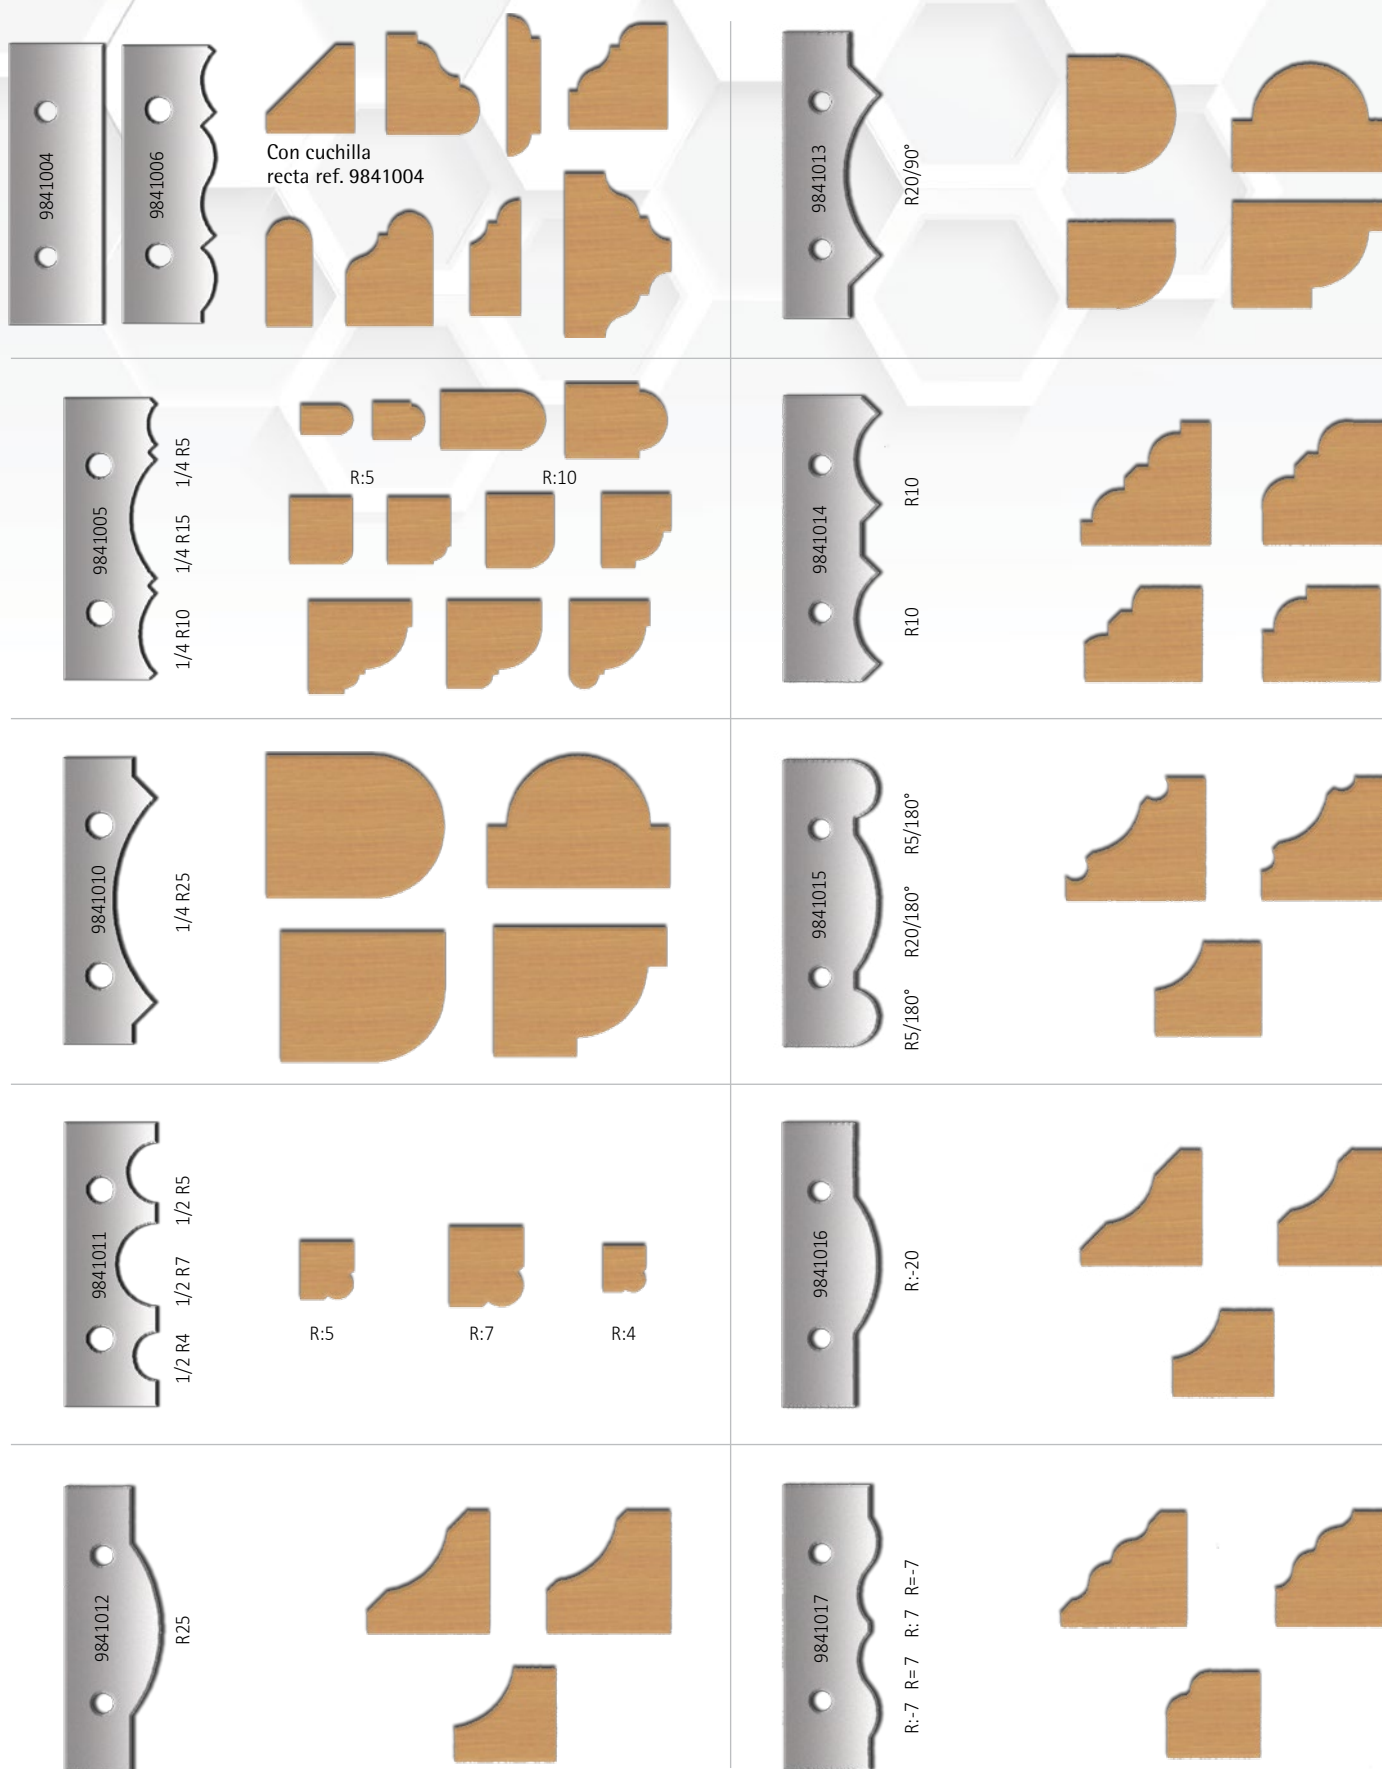 9841004
9841006
Con cuchilla
recta ref. 9841004
9841013
R20/90°
9841005
1/4 R5
1/4 R15
1/4 R10
R:5
R:10
9841014
R10
R10
9841010
1/4 R25
9841015
R5/180°
R20/180°
R5/180°
9841011
1/2 R5
1/2 R7
1/2 R4
R:5
R:7
R:4
9841016
R:-20
9841012
R25
9841017
R:-7 R=7 R:7 R=-7